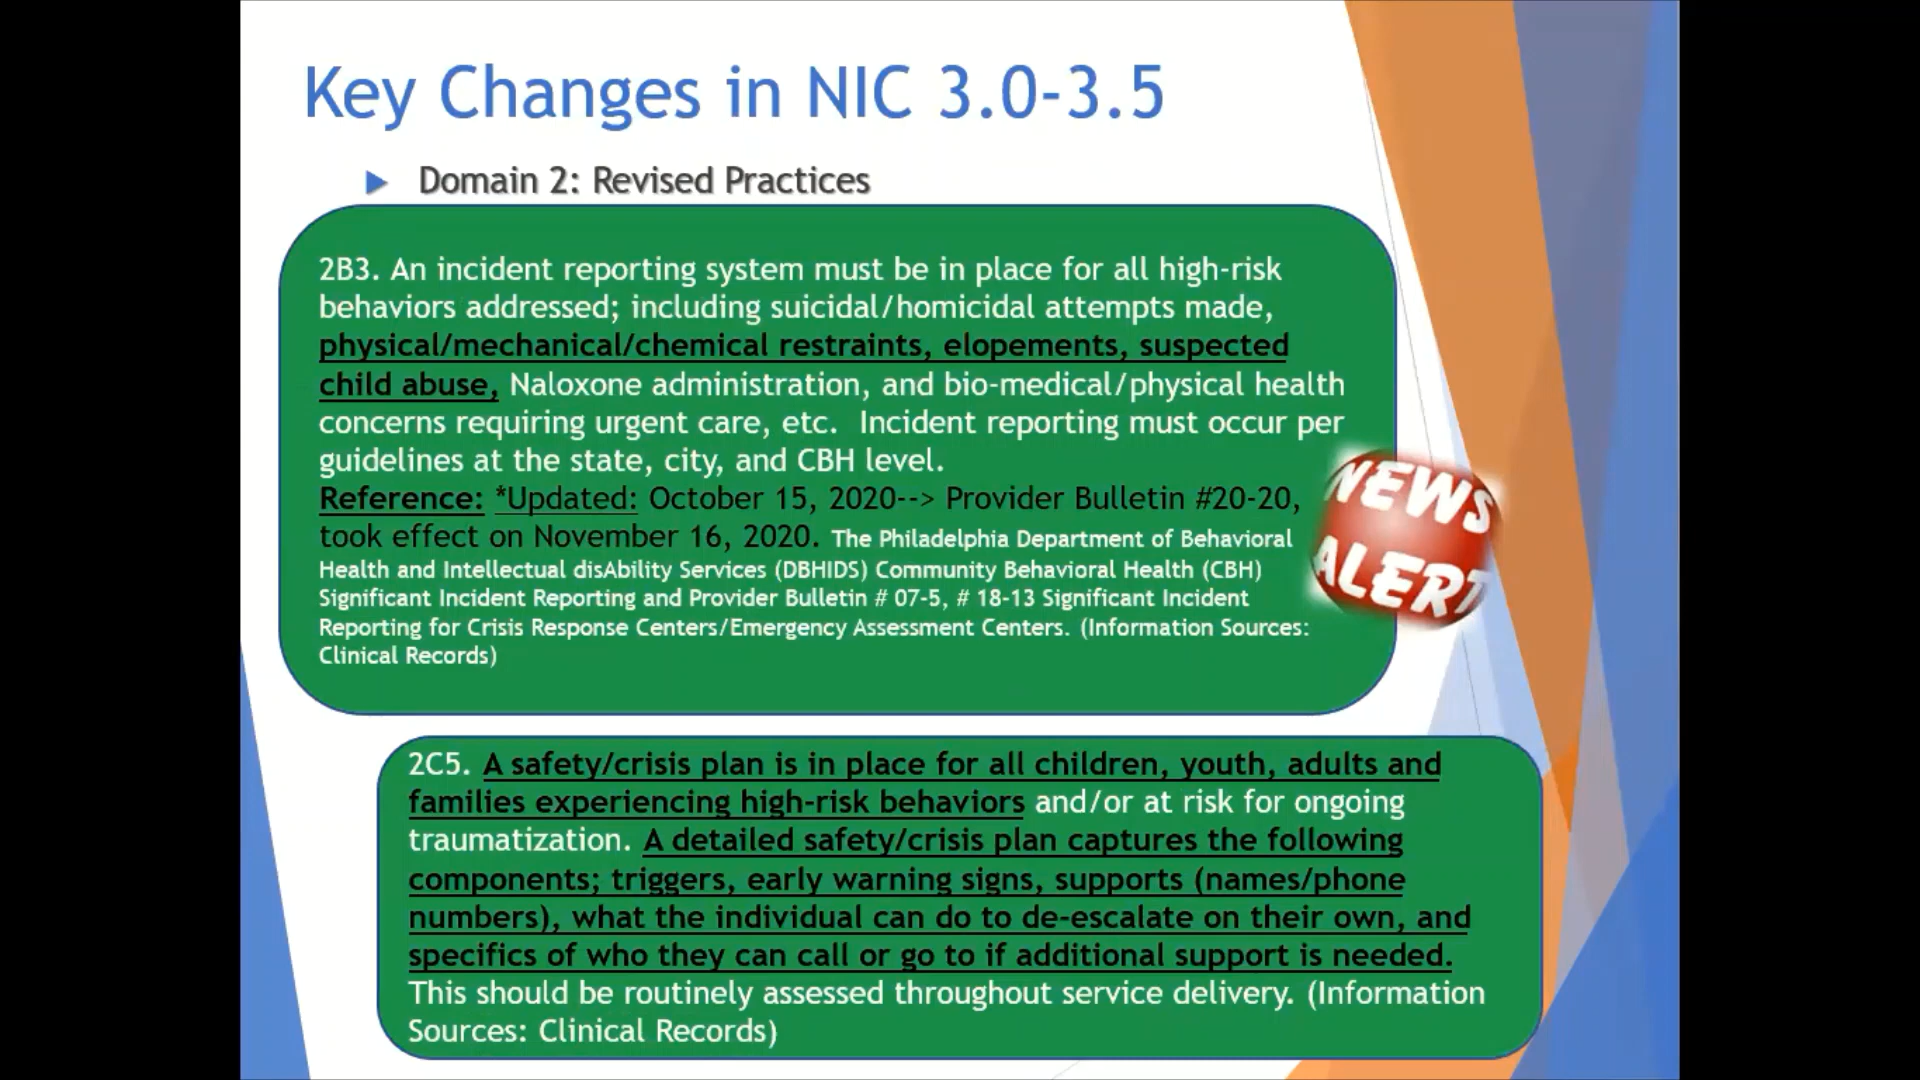 Key Changes in NIC 3.0-3.5
Domain 2: Revised Practices
2B3. An incident reporting system must be in place for all high-risk
behaviors addressed; including suicidal/homicidal attempts made,
physical/mechanical/chemical restraints, elopements, suspected
child abuse, Naloxone administration, and bio-medical/physical health
concerns requiring urgent care, etc.  Incident reporting must occur per
guidelines at the state, city, and CBH level.
Reference: *Updated: October 15, 2020--> Provider Bulletin #20-20,
took effect on November 16, 2020. The Philadelphia Department of Behavioral
Health and Intellectual disAbility Services (DBHIDS) Community Behavioral Health (CBH)
Significant Incident Reporting and Provider Bulletin # 07-5, # 18-13 Significant Incident
Reporting for Crisis Response Centers/Emergency Assessment Centers. (Information Sources:
Clinical Records)
NEWS
ALERT
2C5. A safety/crisis plan is in place for all children, youth, adults and
families experiencing high-risk behaviors and/or at risk for ongoing
traumatization. A detailed safety/crisis plan captures the following
components; triggers, early warning signs, supports (names/phone
numbers), what the individual can do to de-escalate on their own, and
specifics of who they can call or go to if additional support is needed.
This should be routinely assessed throughout service delivery. (Information
Sources: Clinical Records)